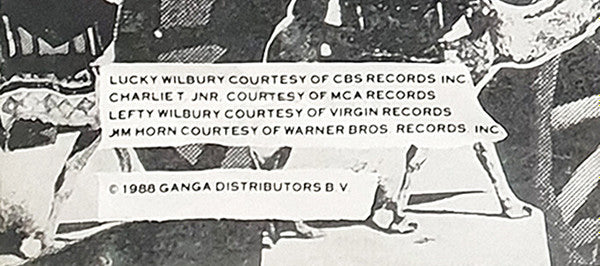 LUCKY WILBURY COURTESY OF CBS RECORDS INC
CHARLIE T. JNR. COURTESY OF MCA RECORDS
LEFTY WILBURY COURTESY OF VIRGIN RECORDS
JIM HORN COURTESY OF WARNER BROS. RECORDS. INC
© 1988 GANGA DISTRIBUTORS B.V.